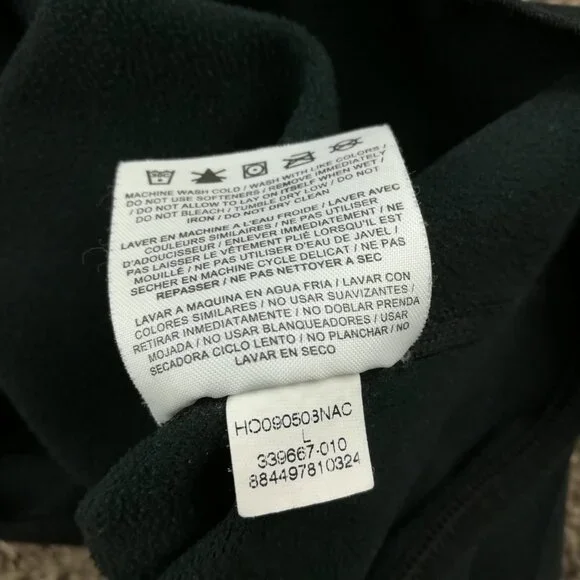 MACHINE WASH COLD / WASH WITH LIKE COLORS /
DO NOT USE SOFTENERS / REMOVE IMMEDIATELY
/ DO NOT ALLOW TO LAY ON ITSELF WHEN WET /
DO NOT BLEACH / TUMBLE DRY LOW / DO NOT
IRON / DO NOT DRY CLEAN
LAVER EN MACHINE A L'EAU FROIDE / LAVER AVEC
COULEURS SIMILAIRES / NE PAS UTILISER
D'ADOUCISSEUR / ENLEVER IMMÉDIATEMENT / NE
PAS LAISSER LE VÊTEMENT PLIÉ LORSQU'IL EST
MOUILLÉ / NE PAS UTILISER D'EAU DE JAVEL /
SECHER EN MACHINE CYCLE DELICAT / NE PAS
REPASSER / NE PAS NETTOYER A SEC
LAVAR A MAQUINA EN AGUA FRIA / LAVAR CON
COLORES SIMILARES / NO USAR SUAVIZANTES /
RETIRAR IMMEDIATAMENTE / NO DOBLAR PRENDA
MOJADA / NO USAR BLANQUEADORES / USAR
SECADORA CICLO LENTO / NO PLANCHAR / NO
LAVAR EN SECO
HO090503NAC
L
339667-010
884497810324